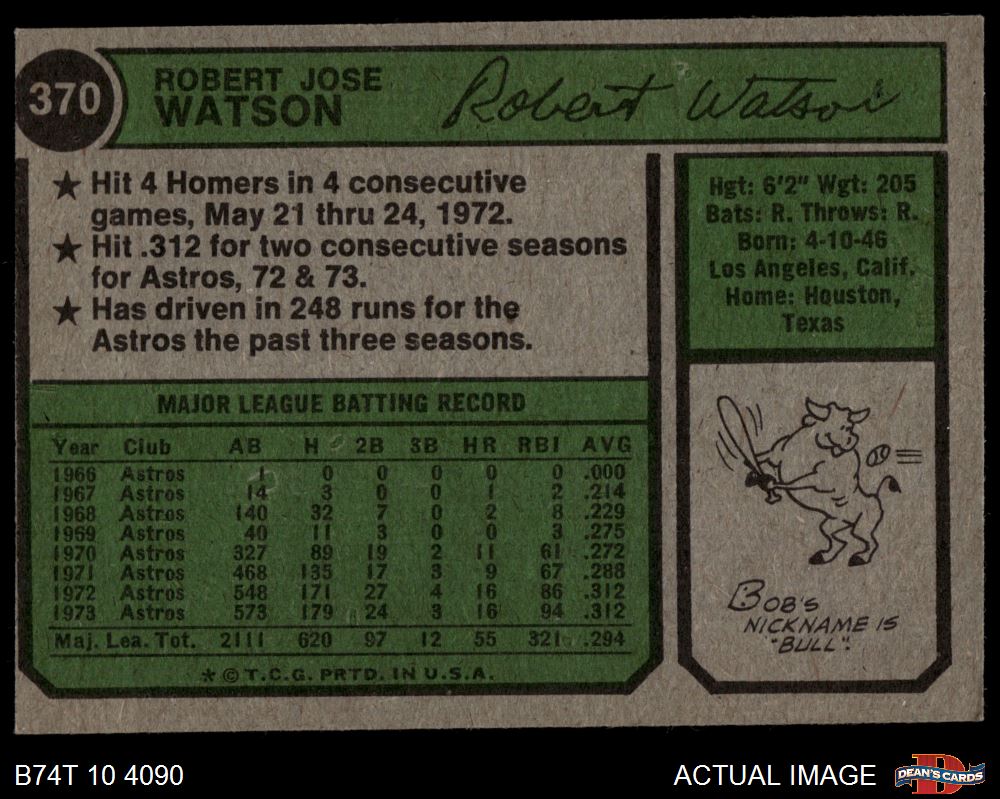 370
ROBERT JOSE
WATSON
Robert Watson
★ Hit 4 Homers in 4 consecutive
games, May 21 thru 24, 1972.
★ Hit .312 for two consecutive seasons
for Astros, 72 & 73.
★ Has driven in 248 runs for the
Astros the past three seasons.
Hgt: 6'2" Wgt: 205
Bats: R. Throws: R.
Born: 4-10-46
Los Angeles, Calif.
Home: Houston,
Texas
MAJOR LEAGUE BATTING RECORD
Year Club AB H 2B 3B HR RBI AVG
1966 Astros 1 0 0 0 0 0 .000
1967 Astros 14 3 0 0 1 2 .214
1968 Astros 140 32 7 0 2 8 .229
1969 Astros 40 11 3 0 0 3 .275
1970 Astros 327 89 19 2 11 61 .272
1971 Astros 468 135 17 3 9 67 .288
1972 Astros 548 171 27 4 16 86 .312
1973 Astros 573 179 24 3 16 94 .312
Maj. Lea. Tot. 2111 620 97 12 55 321 .294
* © T.C.G. PRTD. IN U.S.A.
BOB'S
NICKNAME IS
"BULL".
B74T 10 4090
ACTUAL IMAGE
D
DEAN'S CARDS